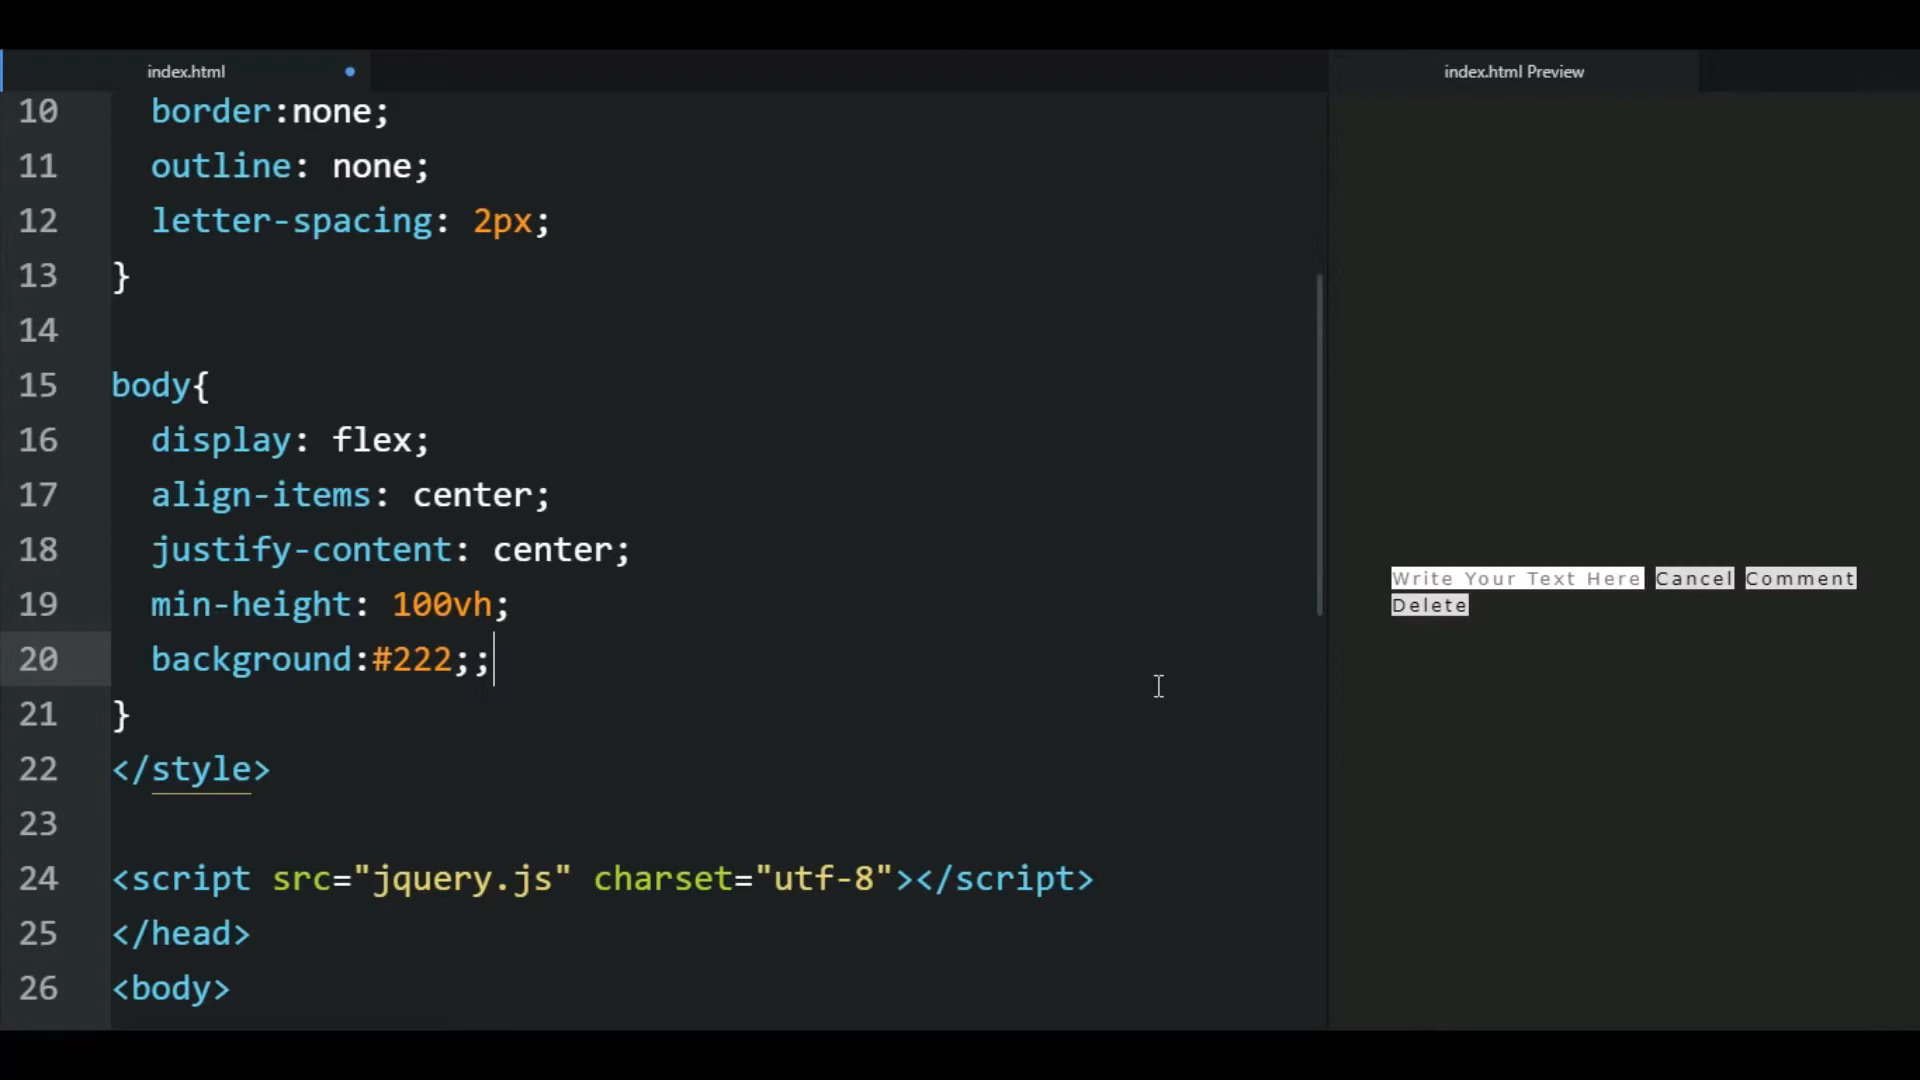 index.html
index.html Preview
10 border:none;
11 outline: none;
12 letter-spacing: 2px;
13 }
14
15 body{
16 display: flex;
17 align-items: center;
18 justify-content: center;
19 min-height: 100vh;
20 background:#222;;
21 }
22 </style>
23
24 <script src="jquery.js" charset="utf-8"></script>
25 </head>
26 <body>
Write Your Text Here Cancel Comment
Delete